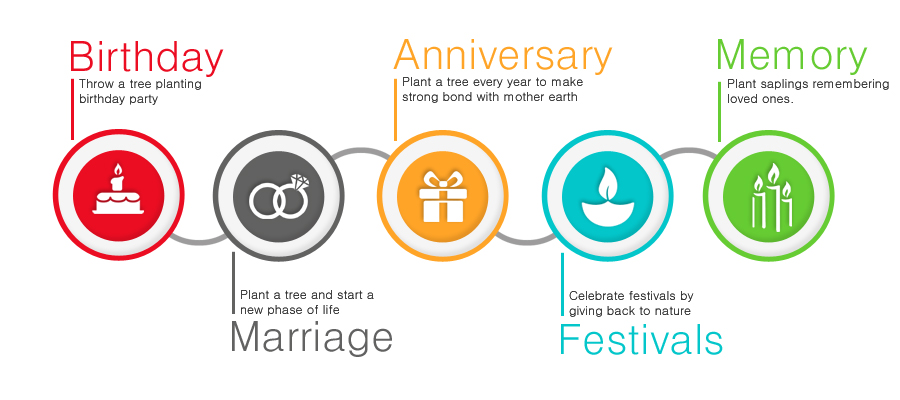 Birthday
Throw a tree planting
birthday party
Anniversary
Plant a tree every year to make
strong bond with mother earth
Memory
Plant saplings remembering
loved ones.
Plant a tree and start a
new phase of life
Marriage
Celebrate festivals by
giving back to nature
Festivals